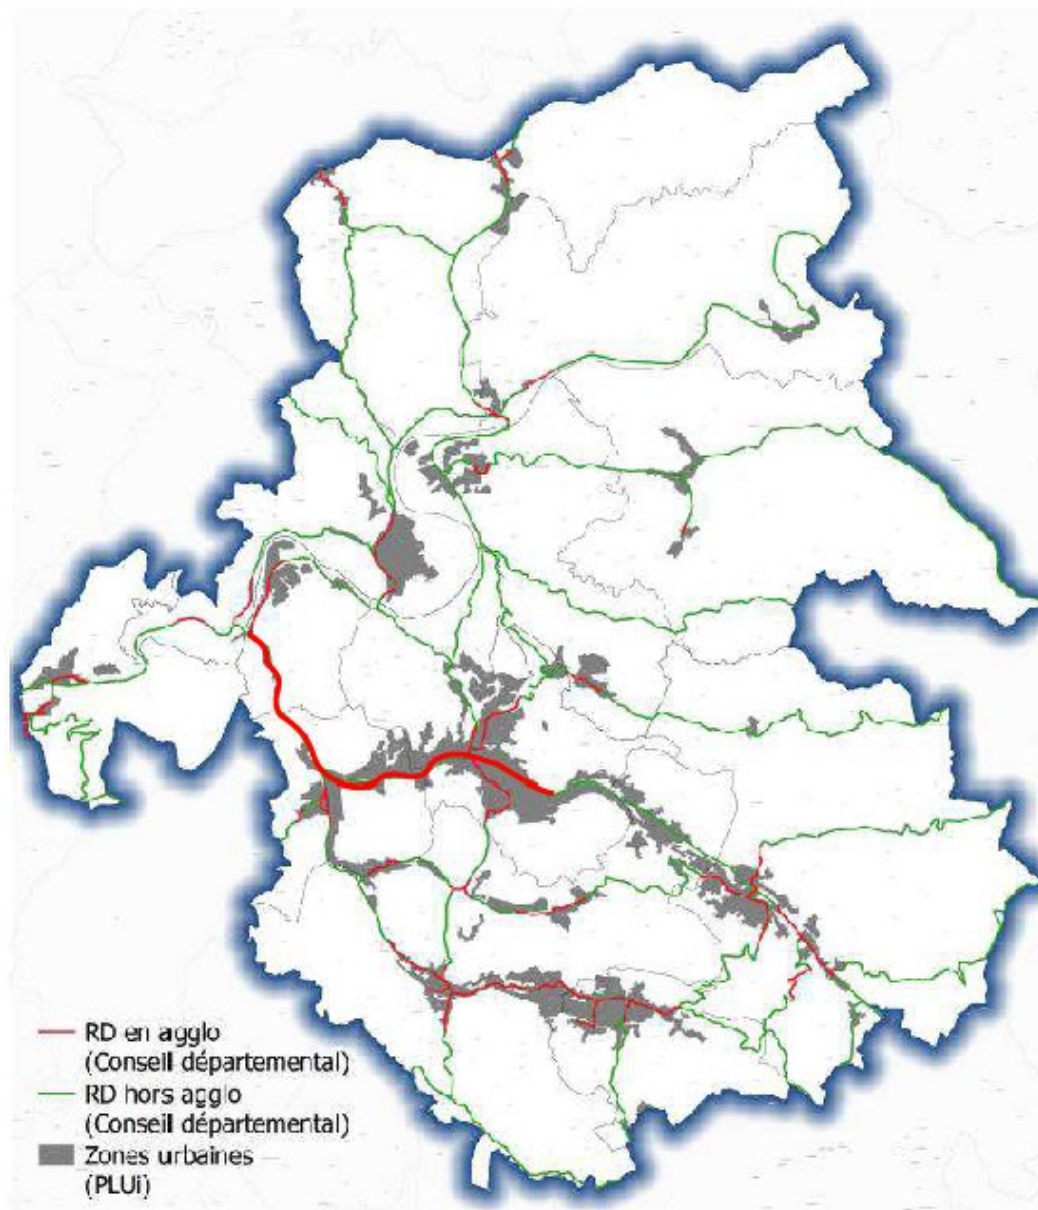 RD en agglo
(Conseil départemental)
RD hors agglo
(Conseil départemental)
Zones urbaines
(PLUi)